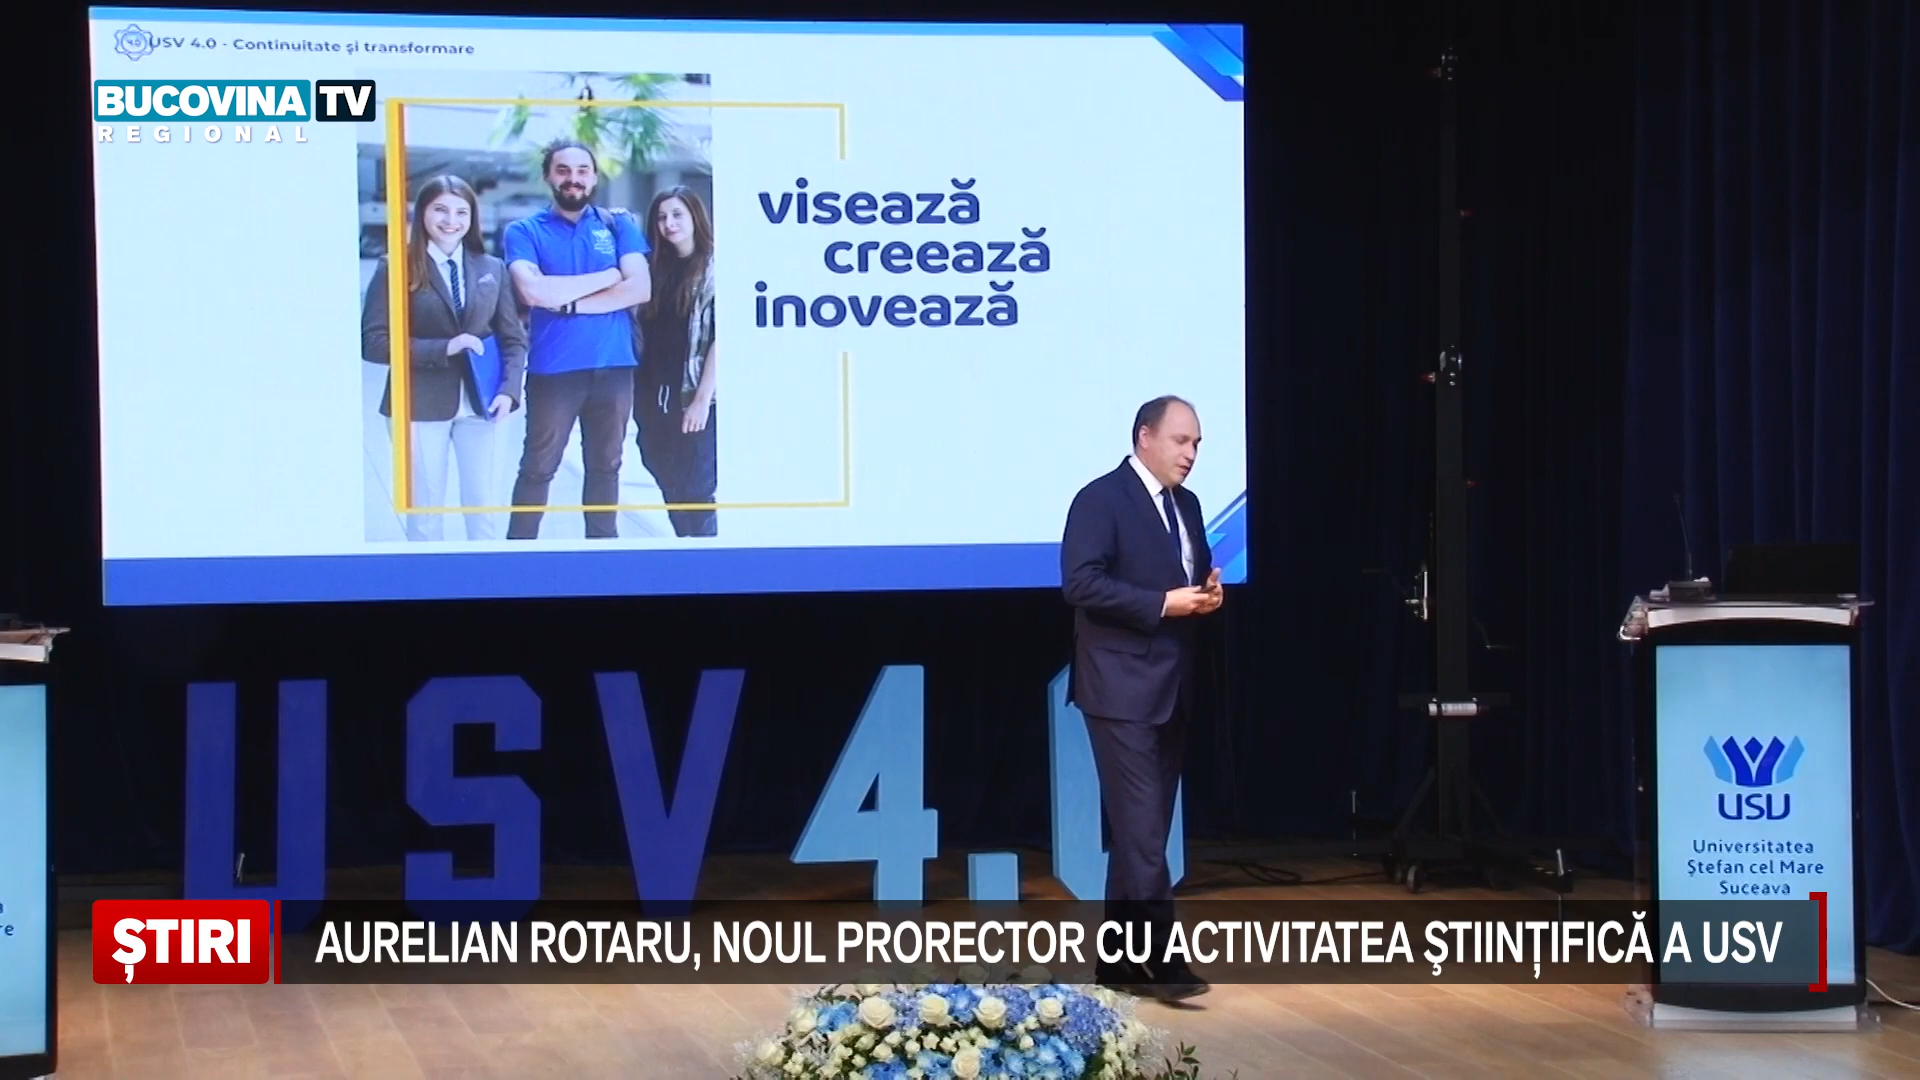 USV 4.0 - Continuitate și transformare
BUCOVINA TV
REGIONAL
visează
creează
inovează
USV 4.0
USV
Universitatea
Ștefan cel Mare
Suceava
ȘTIRI
AURELIAN ROTARU, NOUL PRORECTOR CU ACTIVITATEA ŞTIINȚIFICĂ A USV